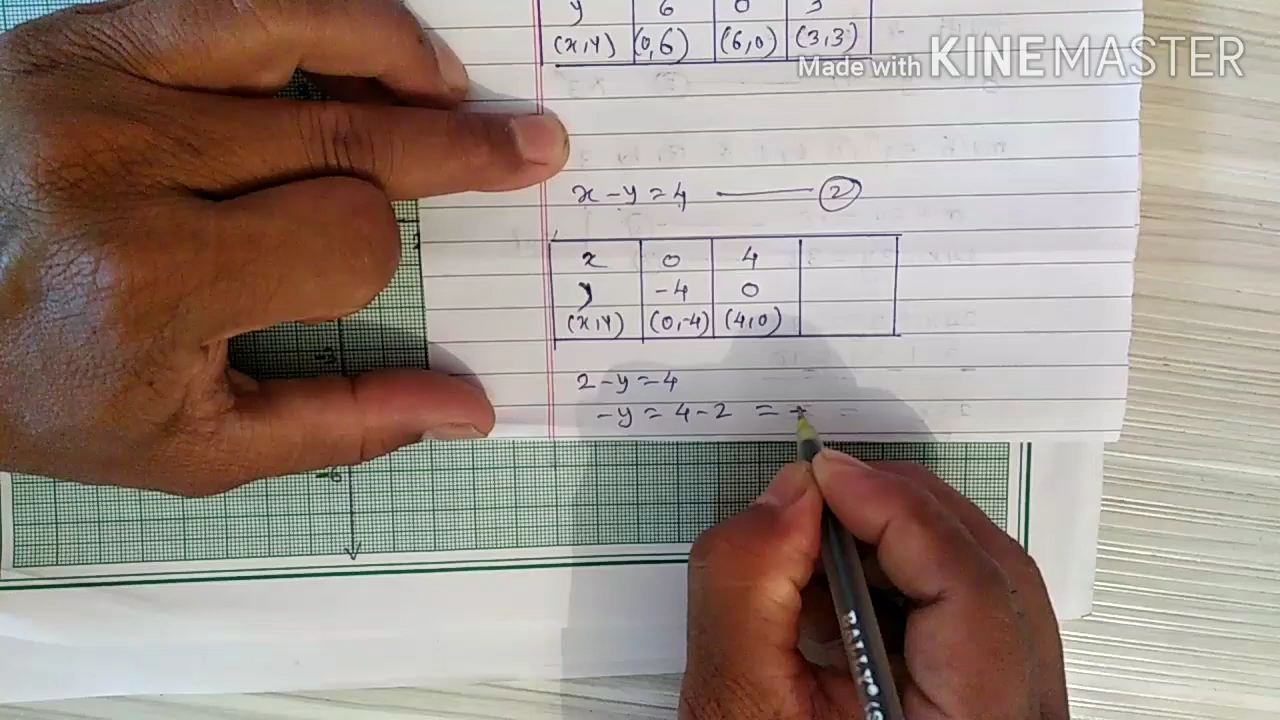 y 6 0 3
(x,y) (0,6) (6,0) (3,3)
Made with KINEMASTER
x - y = 4 ——— 2
x 0 4
y -4 0
(x,y) (0,-4) (4,0)
2 - y = 4
-y = 4 - 2 =